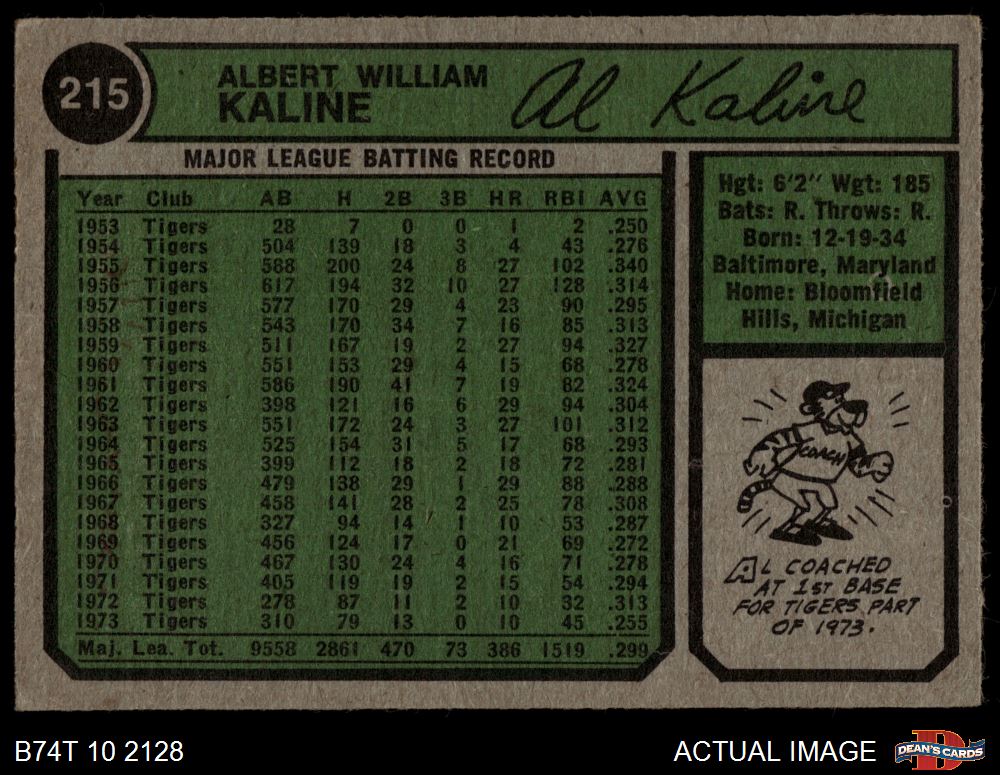 215
ALBERT WILLIAM
KALINE
Al Kaline
MAJOR LEAGUE BATTING RECORD
Year Club AB H 2B 3B HR RBI AVG
1953 Tigers 28 7 0 0 1 2 .250
1954 Tigers 504 139 18 3 4 43 .276
1955 Tigers 588 200 24 8 27 102 .340
1956 Tigers 617 194 32 10 27 128 .314
1957 Tigers 577 170 29 4 23 90 .295
1958 Tigers 543 170 34 7 16 85 .313
1959 Tigers 511 167 19 2 27 94 .327
1960 Tigers 551 153 29 4 15 68 .278
1961 Tigers 586 190 41 7 19 82 .324
1962 Tigers 398 121 16 6 29 94 .304
1963 Tigers 551 172 24 3 27 101 .312
1964 Tigers 525 154 31 5 17 68 .293
1965 Tigers 399 112 18 2 18 72 .281
1966 Tigers 479 138 29 1 29 88 .288
1967 Tigers 458 141 28 2 25 78 .308
1968 Tigers 327 94 14 1 10 53 .287
1969 Tigers 456 124 17 0 21 69 .272
1970 Tigers 467 130 24 4 16 71 .278
1971 Tigers 405 119 19 2 15 54 .294
1972 Tigers 278 87 11 2 10 32 .313
1973 Tigers 310 79 13 0 10 45 .255
Maj. Lea. Tot. 9558 2861 470 73 386 1519 .299
Hgt: 6'2" Wgt: 185
Bats: R. Throws: R.
Born: 12-19-34
Baltimore, Maryland
Home: Bloomfield
Hills, Michigan
COACH
AL COACHED
AT 1ST BASE
FOR TIGERS PART
OF 1973.
B74T 10 2128
ACTUAL IMAGE
DEAN'S CARDS